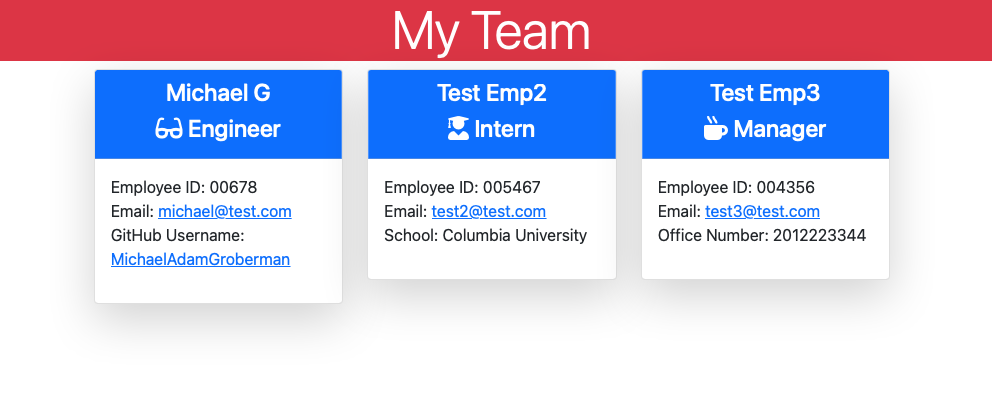 My Team
Michael G
Engineer
Employee ID: 00678
Email: michael@test.com
GitHub Username:
MichaelAdamGroberman
Test Emp2
Intern
Employee ID: 005467
Email: test2@test.com
School: Columbia University
Test Emp3
Manager
Employee ID: 004356
Email: test3@test.com
Office Number: 2012223344